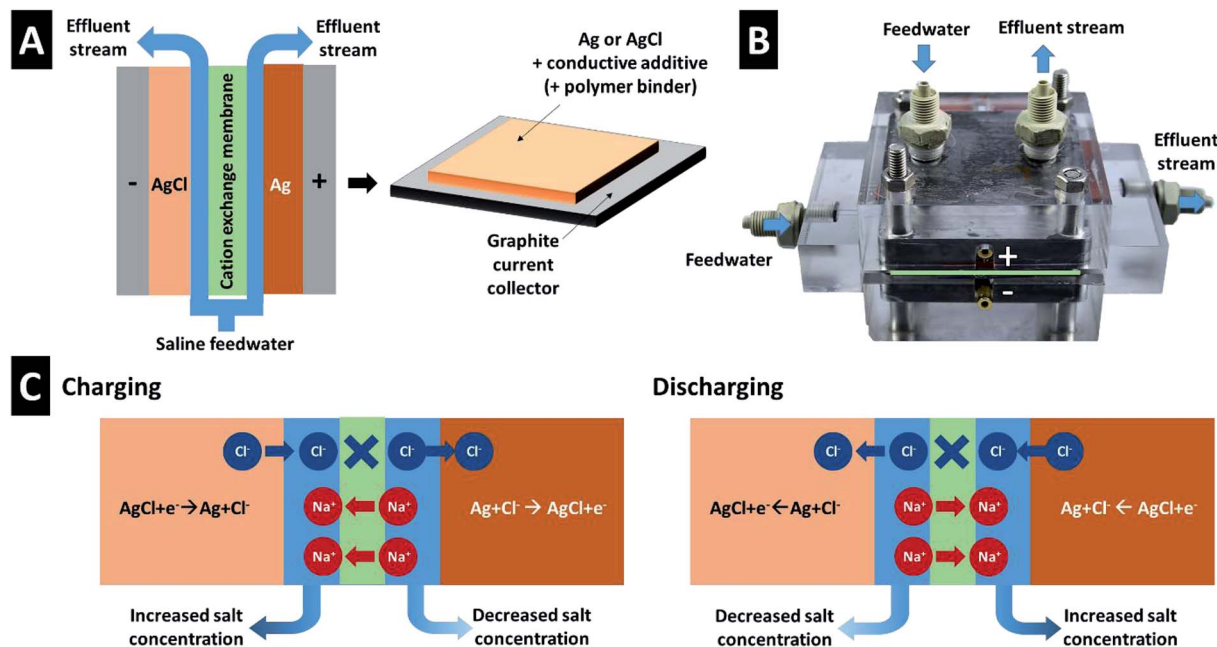 A
Effluent
stream
Effluent
stream
-
AgCl
Cation exchange membrane
Ag
+
Saline feedwater
Ag or AgCl
+ conductive additive
(+ polymer binder)
Graphite
current
collector
B
Feedwater
Effluent stream
Effluent
stream
Feedwater
+
-
C
Charging
Cl-
Cl-
Cl-
Cl-
AgCl+e-→Ag+Cl-
Na+
Na+
Ag+Cl-→AgCl+e-
Na+
Na+
Increased salt
concentration
Decreased salt
concentration
Discharging
Cl-
Cl-
Cl-
Cl-
AgCl+e-←Ag+Cl-
Na+
Na+
Ag+Cl-←AgCl+e-
Na+
Na+
Decreased salt
concentration
Increased salt
concentration